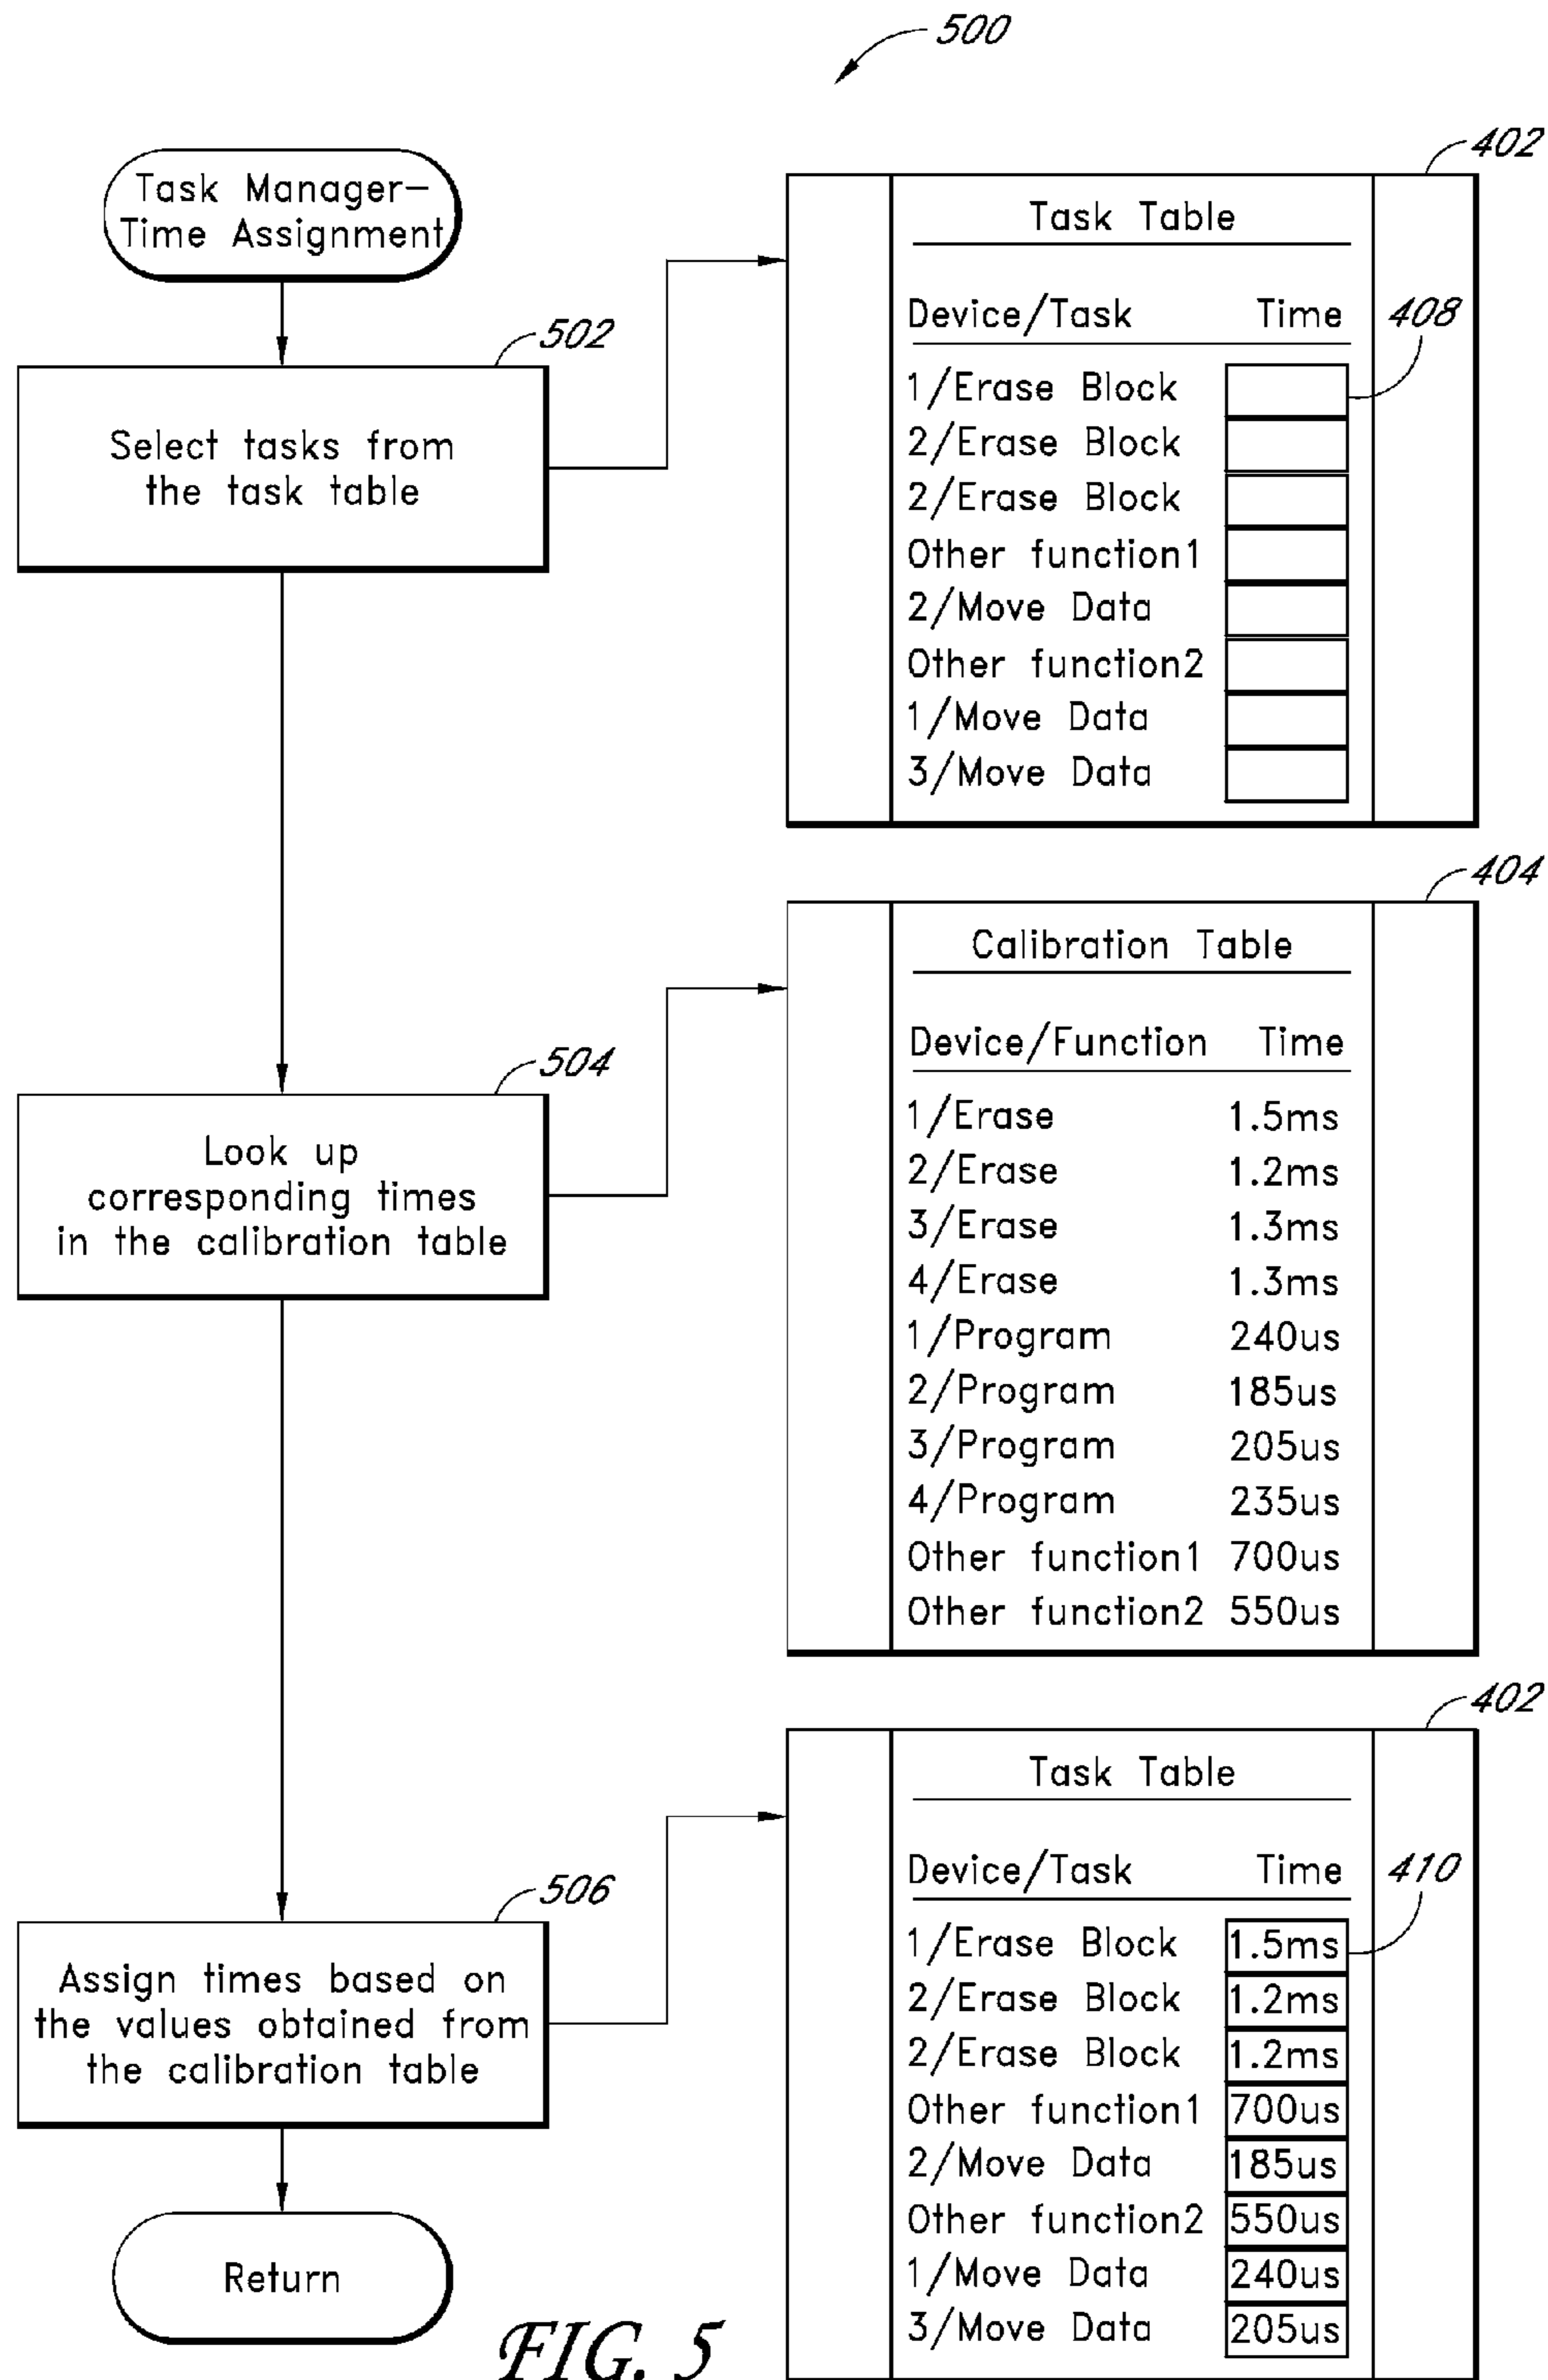 500
Task Manager-
Time Assignment
502
Select tasks from
the task table
402
Task Table
Device/Task Time
408
1/Erase Block
2/Erase Block
2/Erase Block
Other function1
2/Move Data
Other function2
1/Move Data
3/Move Data
504
Look up
corresponding times
in the calibration table
404
Calibration Table
Device/Function Time
1/Erase 1.5ms
2/Erase 1.2ms
3/Erase 1.3ms
4/Erase 1.3ms
1/Program 240us
2/Program 185us
3/Program 205us
4/Program 235us
Other function1 700us
Other function2 550us
506
Assign times based on
the values obtained from
the calibration table
402
Task Table
Device/Task Time
410
1/Erase Block 1.5ms
2/Erase Block 1.2ms
2/Erase Block 1.2ms
Other function1 700us
2/Move Data 185us
Other function2 550us
1/Move Data 240us
3/Move Data 205us
Return
FIG. 5